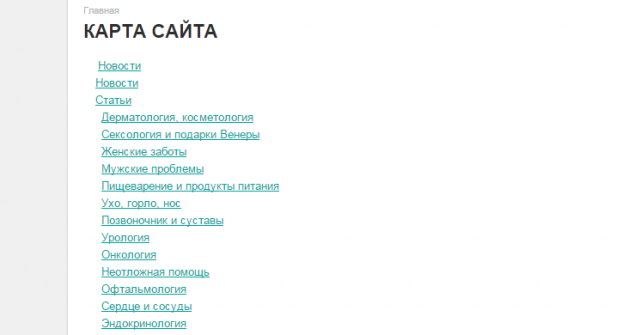 Главная
КАРТА САЙТА
Новости
Новости
Статьи
Дерматология, косметология
Сексология и подарки Венеры
Женские заботы
Мужские проблемы
Пищеварение и продукты питания
Ухо, горло, нос
Позвоночник и суставы
Урология
Онкология
Неотложная помощь
Офтальмология
Сердце и сосуды
Эндокринология